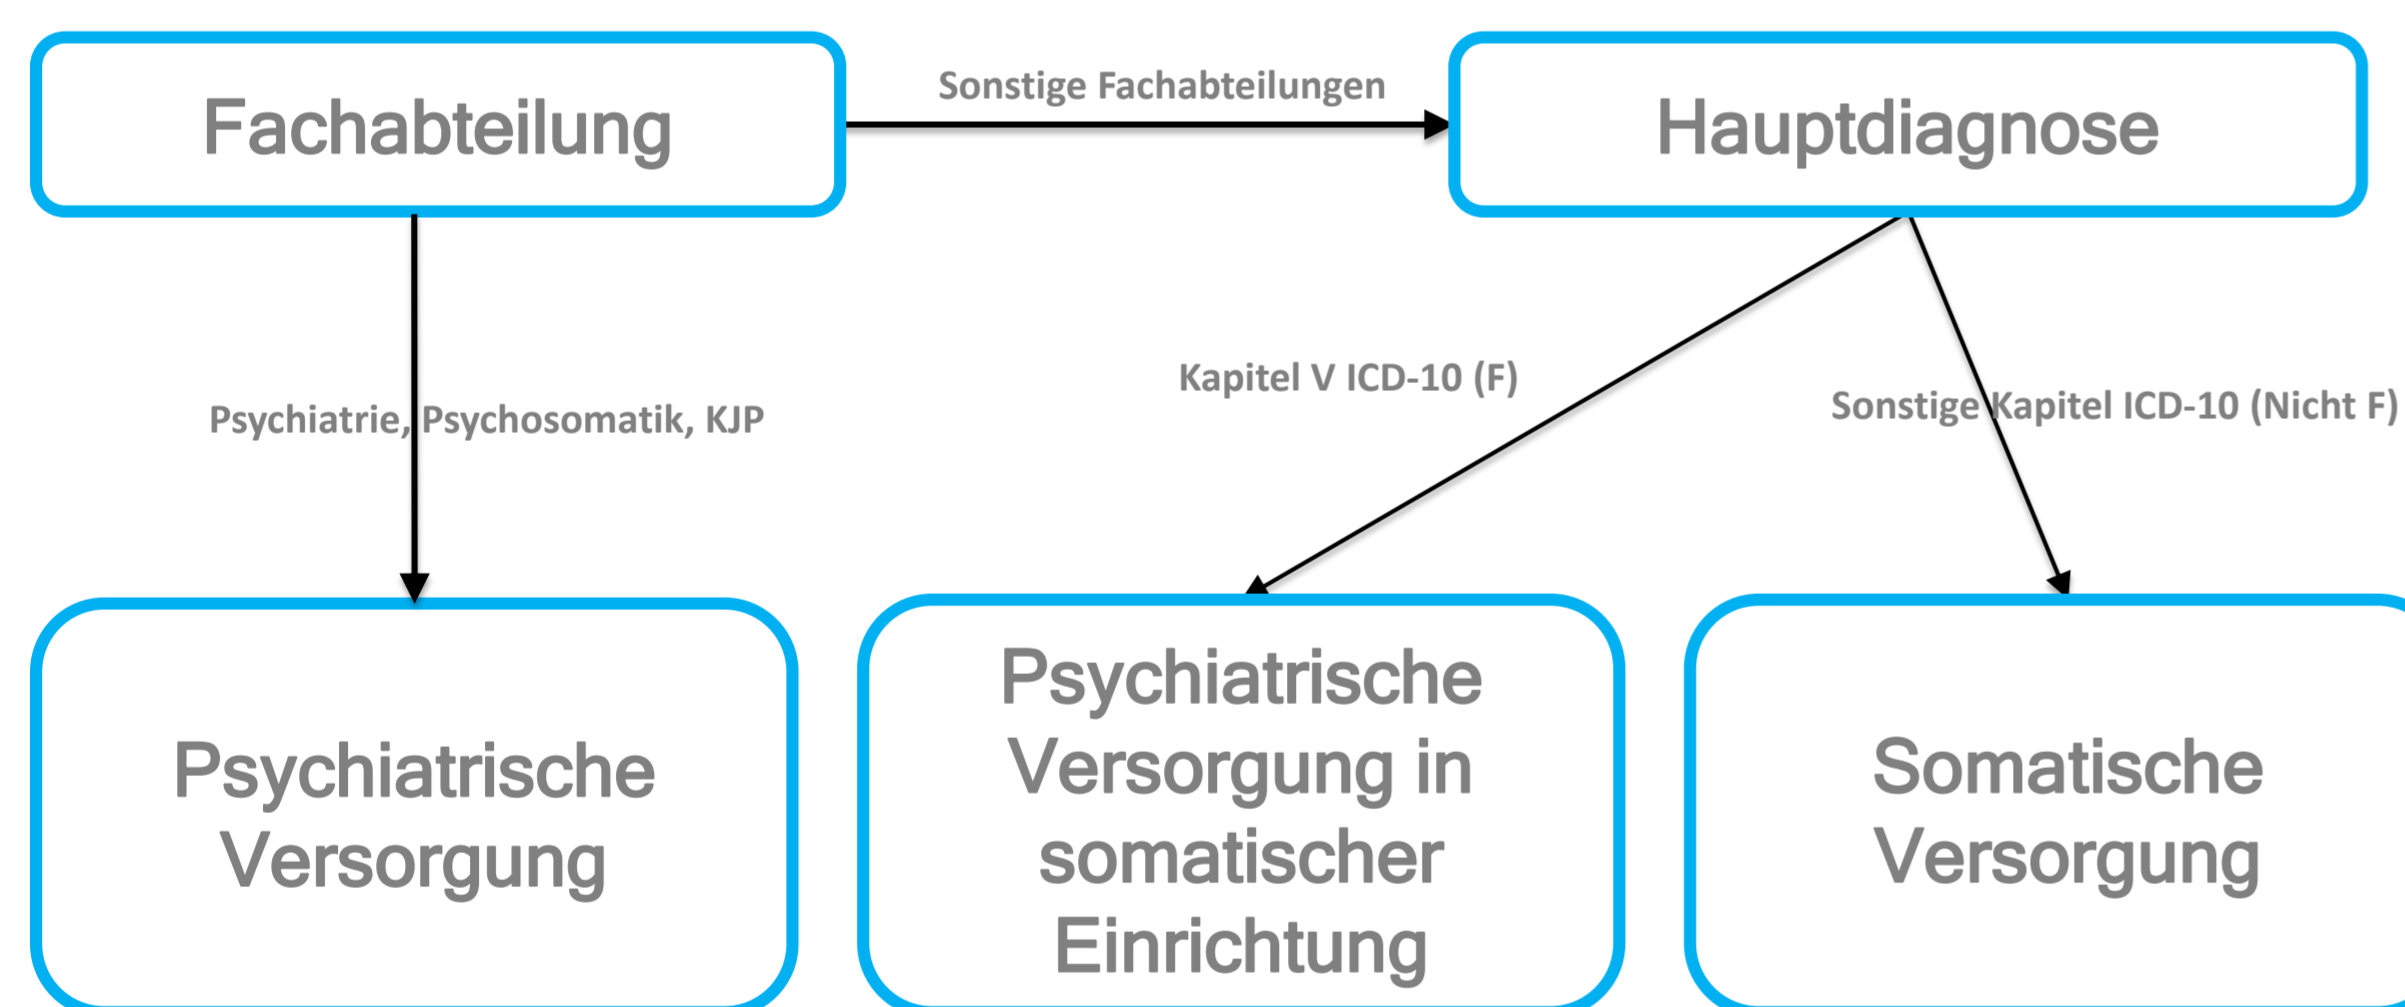 Fachabteilung
Sonstige Fachabteilungen
Hauptdiagnose
Psychiatrie, Psychosomatik, KJP
Kapitel V ICD-10 (F)
Sonstige Kapitel ICD-10 (Nicht F)
Psychiatrische
Versorgung
Psychiatrische
Versorgung in
somatischer
Einrichtung
Somatische
Versorgung